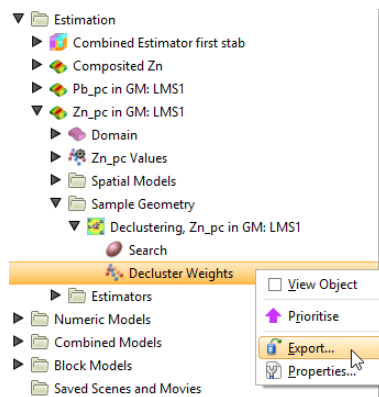 Estimation
Combined Estimator first stab
Composited Zn
Pb_pc in GM: LMS1
Zn_pc in GM: LMS1
Domain
Zn_pc Values
Spatial Models
Sample Geometry
Declustering, Zn_pc in GM: LMS1
Search
Decluster Weights
View Object
Estimators
Prioritise
Numeric Models
Combined Models
Export...
Block Models
Properties...
Saved Scenes and Movies